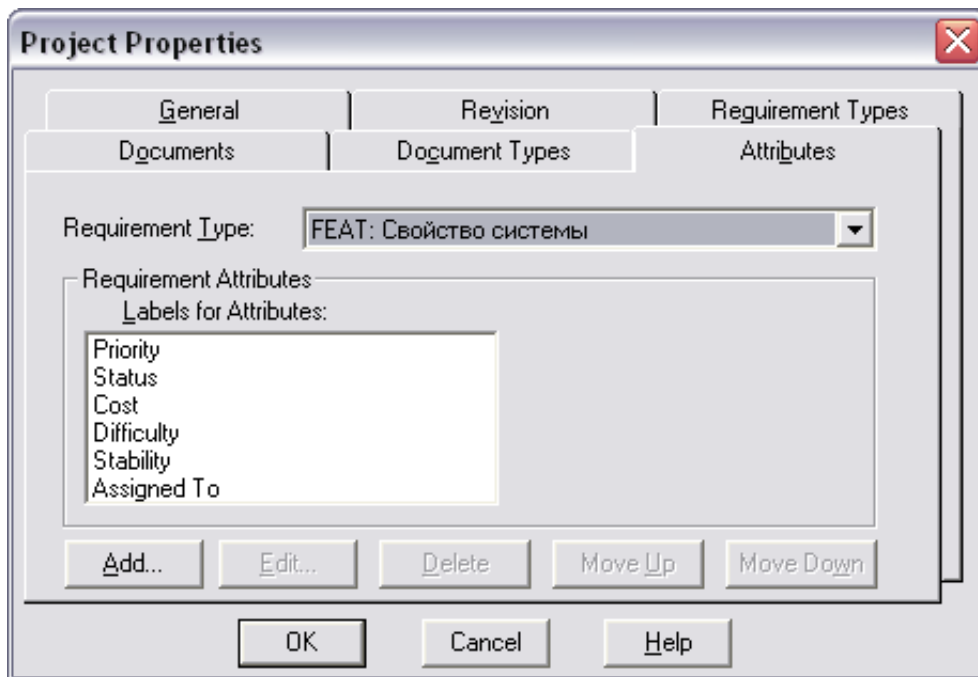 Project Properties
General Revision Reguirement Types
Documents Document Types Attributes
Requirement Type: FEAT: Свойство системы
Requirement Attributes
Labels for Attributes:
Priority
Status
Cost
Difficulty
Stability
Assigned To
Add... Edit... Delete Move Up Move Down
OK Cancel Help